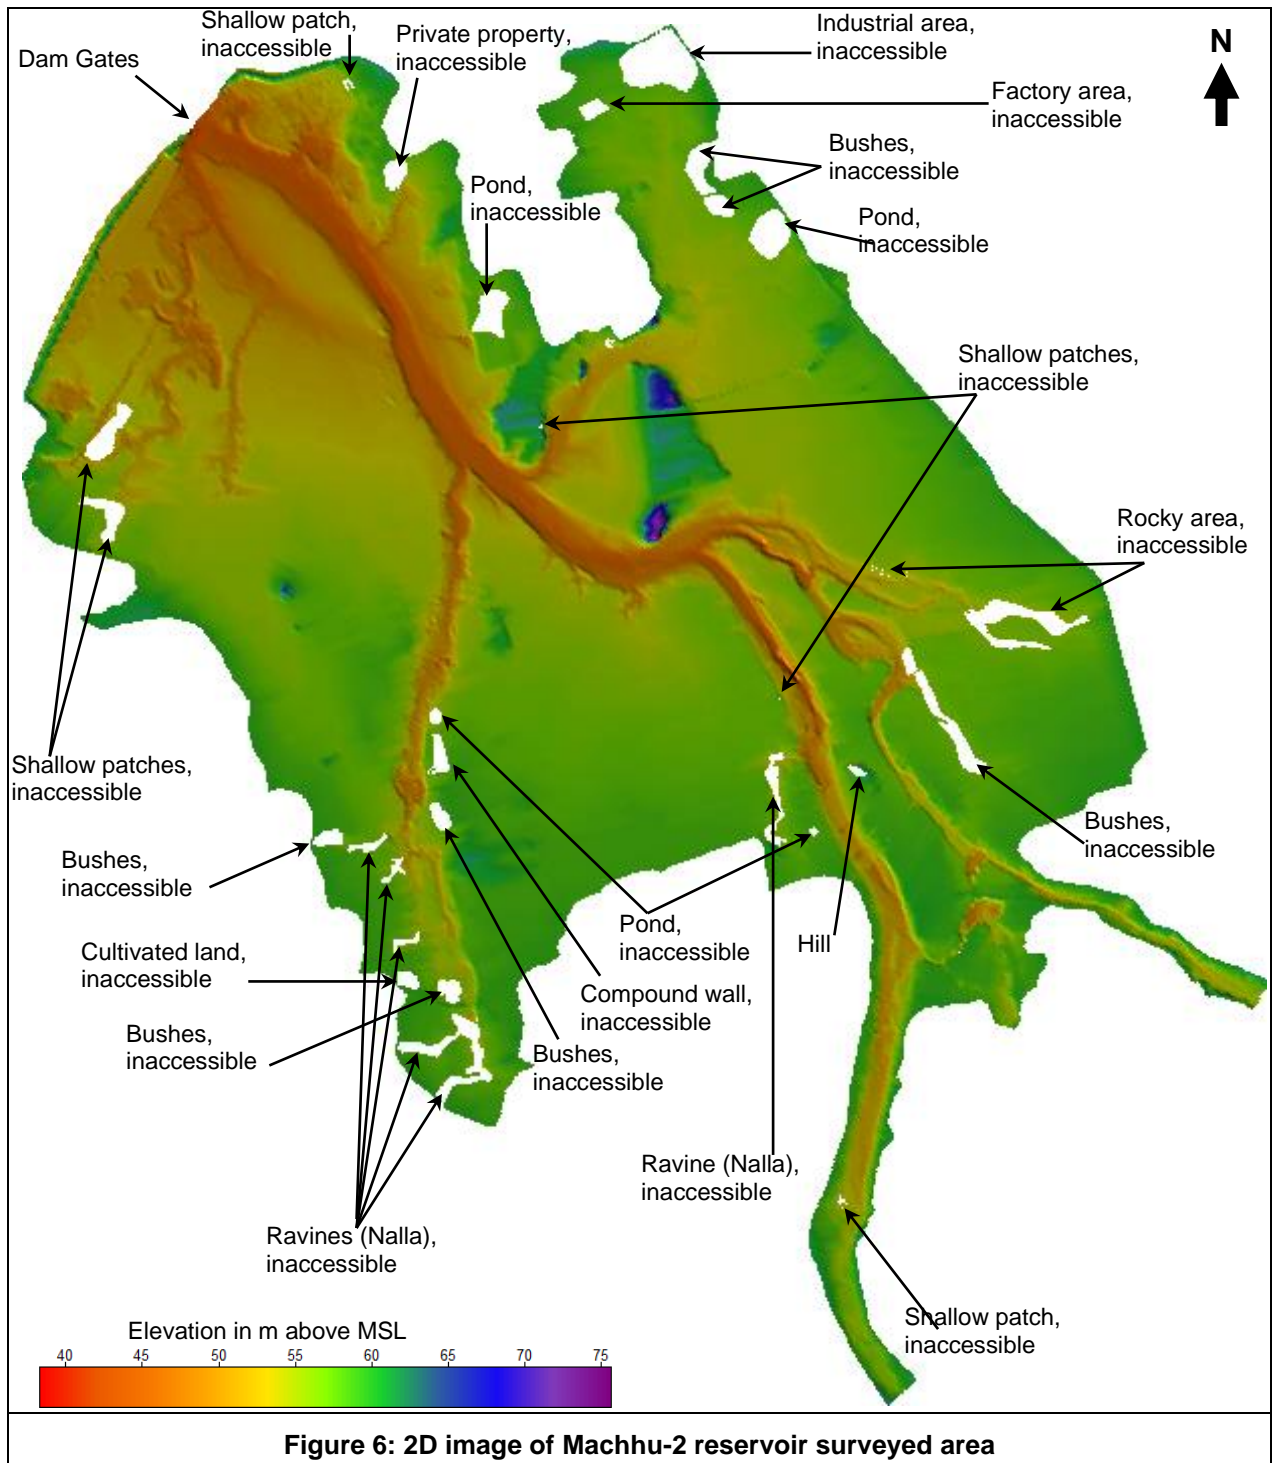 Shallow patch,
inaccessible
Private property,
inaccessible
Industrial area,
inaccessible
N
Dam Gates
Factory area,
inaccessible
Bushes,
inaccessible
Pond,
inaccessible
Pond,
inaccessible
Shallow patches,
inaccessible
Rocky area,
inaccessible
Shallow patches,
inaccessible
Bushes,
inaccessible
Bushes,
inaccessible
Pond,
inaccessible
Hill
Cultivated land,
inaccessible
Compound wall,
inaccessible
Bushes,
inaccessible
Bushes,
inaccessible
Ravine (Nalla),
inaccessible
Ravines (Nalla),
inaccessible
Shallow patch,
inaccessible
Elevation in m above MSL
40 45 50 55 60 65 70 75
Figure 6: 2D image of Machhu-2 reservoir surveyed area